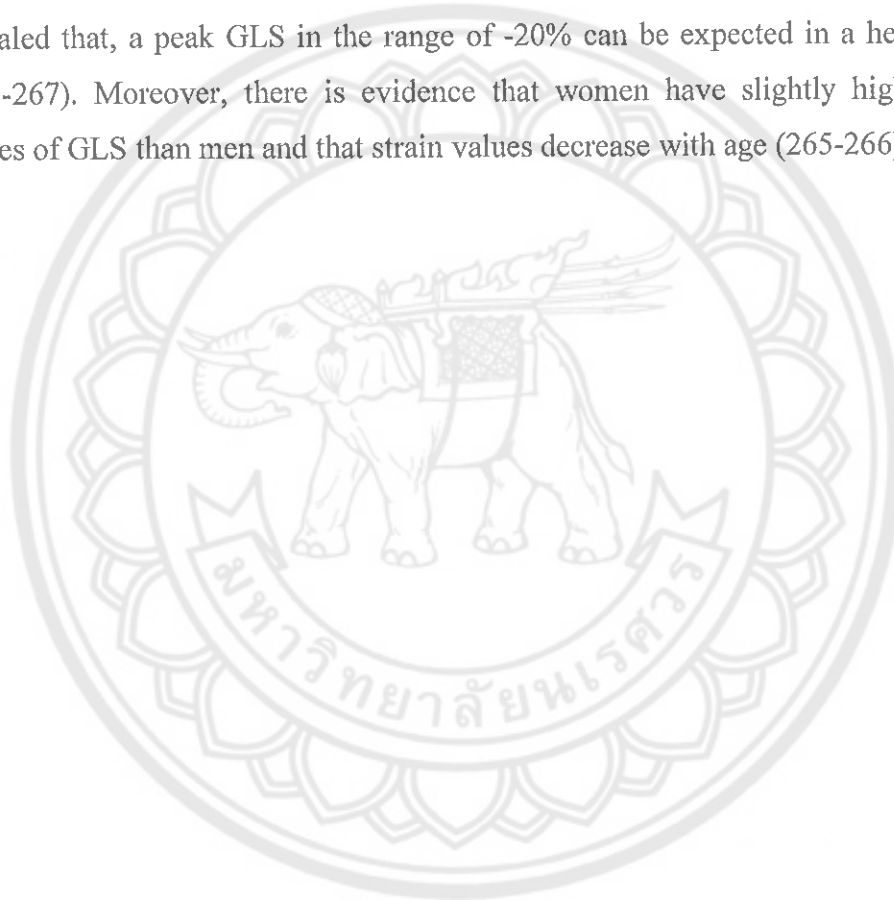 aled that, a peak GLS in the range of -20% can be expected in a he
-267). Moreover, there is evidence that women have slightly hig
es of GLS than men and that strain values decrease with age (265-266)
มหาวิทยาลัยนเรศวร